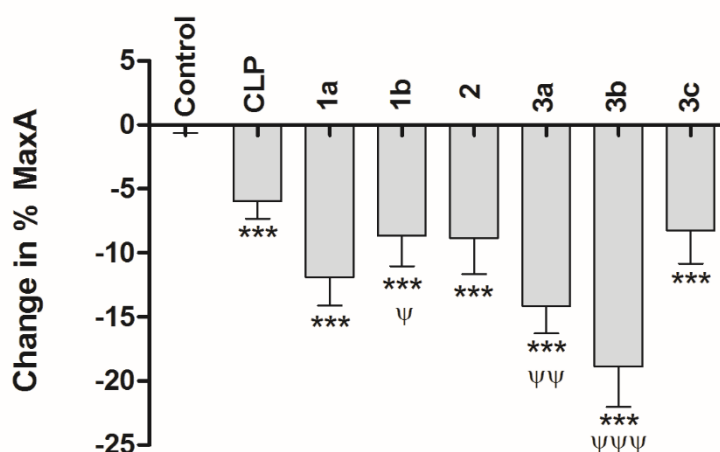 Change in % MaxA
5
0
-5
-10
-15
-20
-25
Control
CLP
1a
1b
2
3a
3b
3c
***
***
***
ψ
***
***
ψψ
***
ψψψ
***